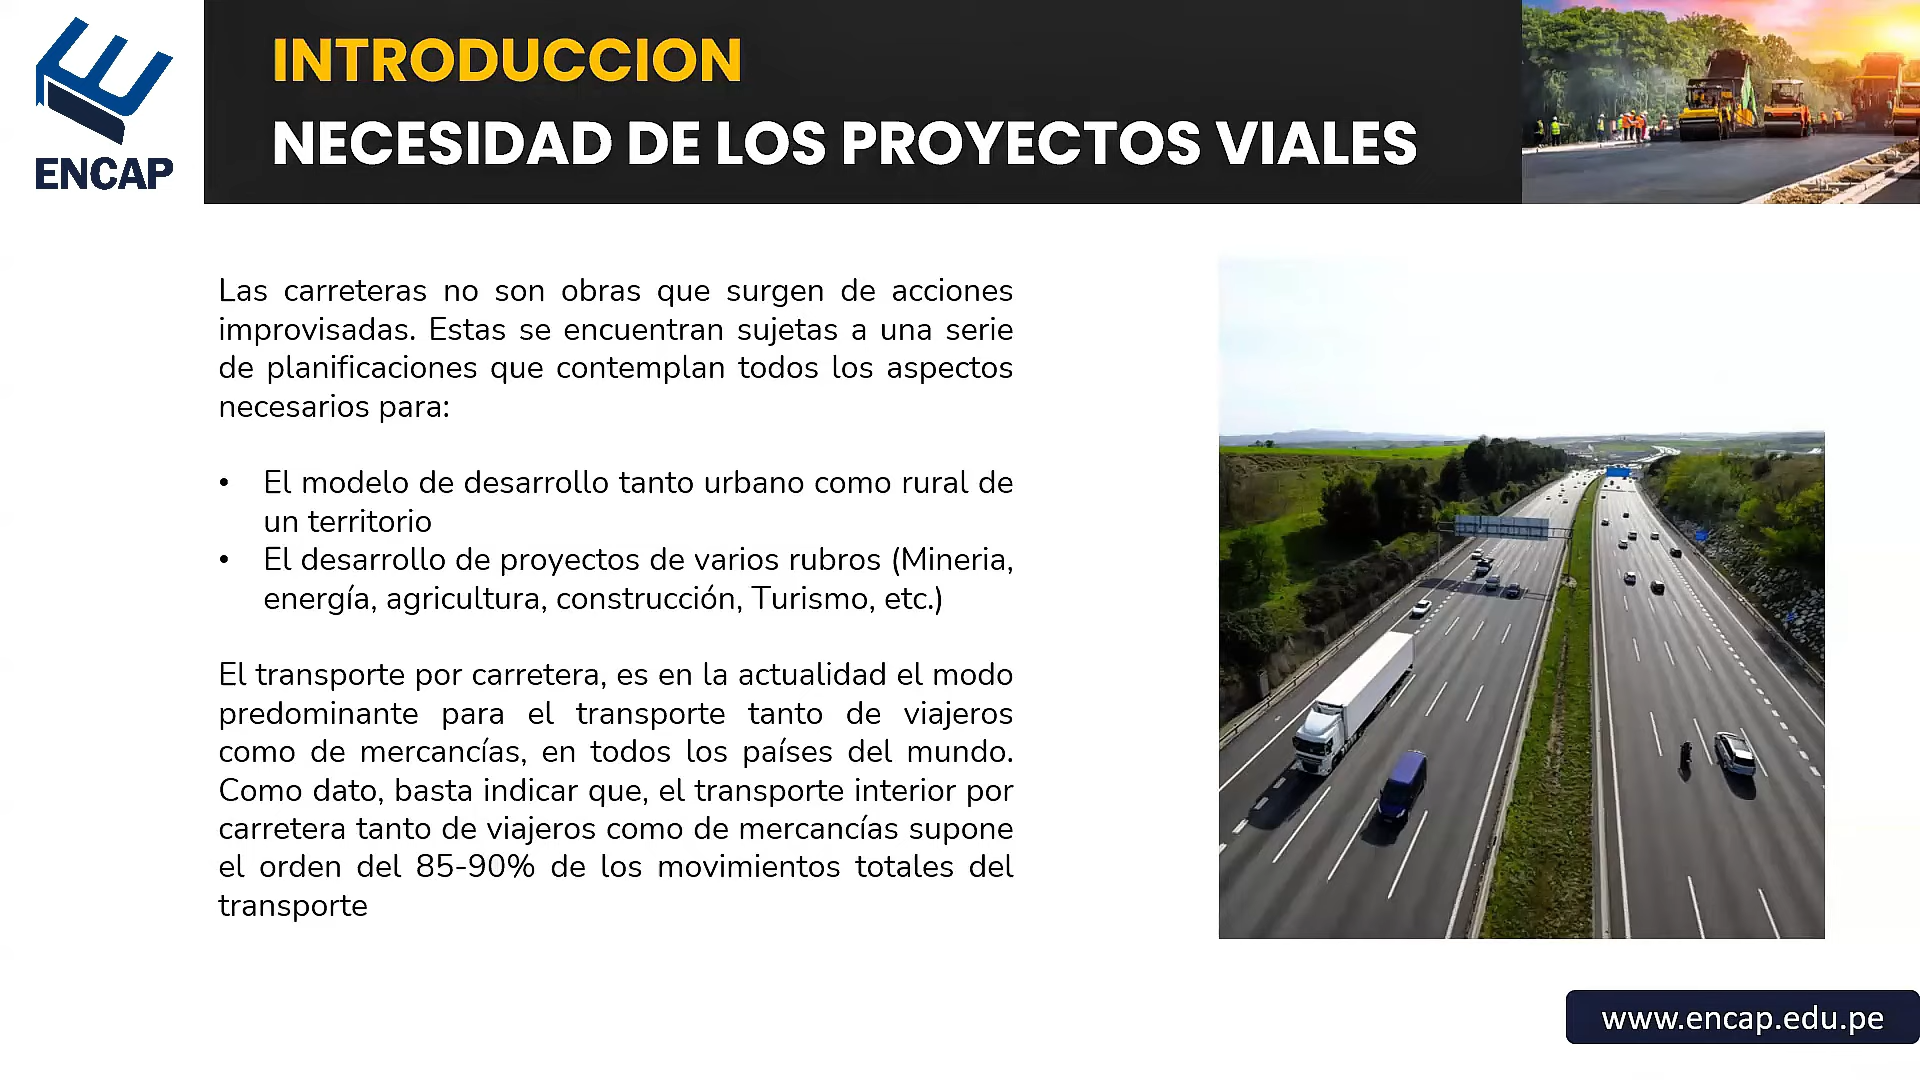 ENCAP
INTRODUCCION
NECESIDAD DE LOS PROYECTOS VIALES
Las carreteras no son obras que surgen de acciones
improvisadas. Estas se encuentran sujetas a una serie
de planificaciones que contemplan todos los aspectos
necesarios para:
• El modelo de desarrollo tanto urbano como rural de
un territorio
• El desarrollo de proyectos de varios rubros (Mineria,
energía, agricultura, construcción, Turismo, etc.)
El transporte por carretera, es en la actualidad el modo
predominante para el transporte tanto de viajeros
como de mercancías, en todos los países del mundo.
Como dato, basta indicar que, el transporte interior por
carretera tanto de viajeros como de mercancías supone
el orden del 85-90% de los movimientos totales del
transporte
www.encap.edu.pe